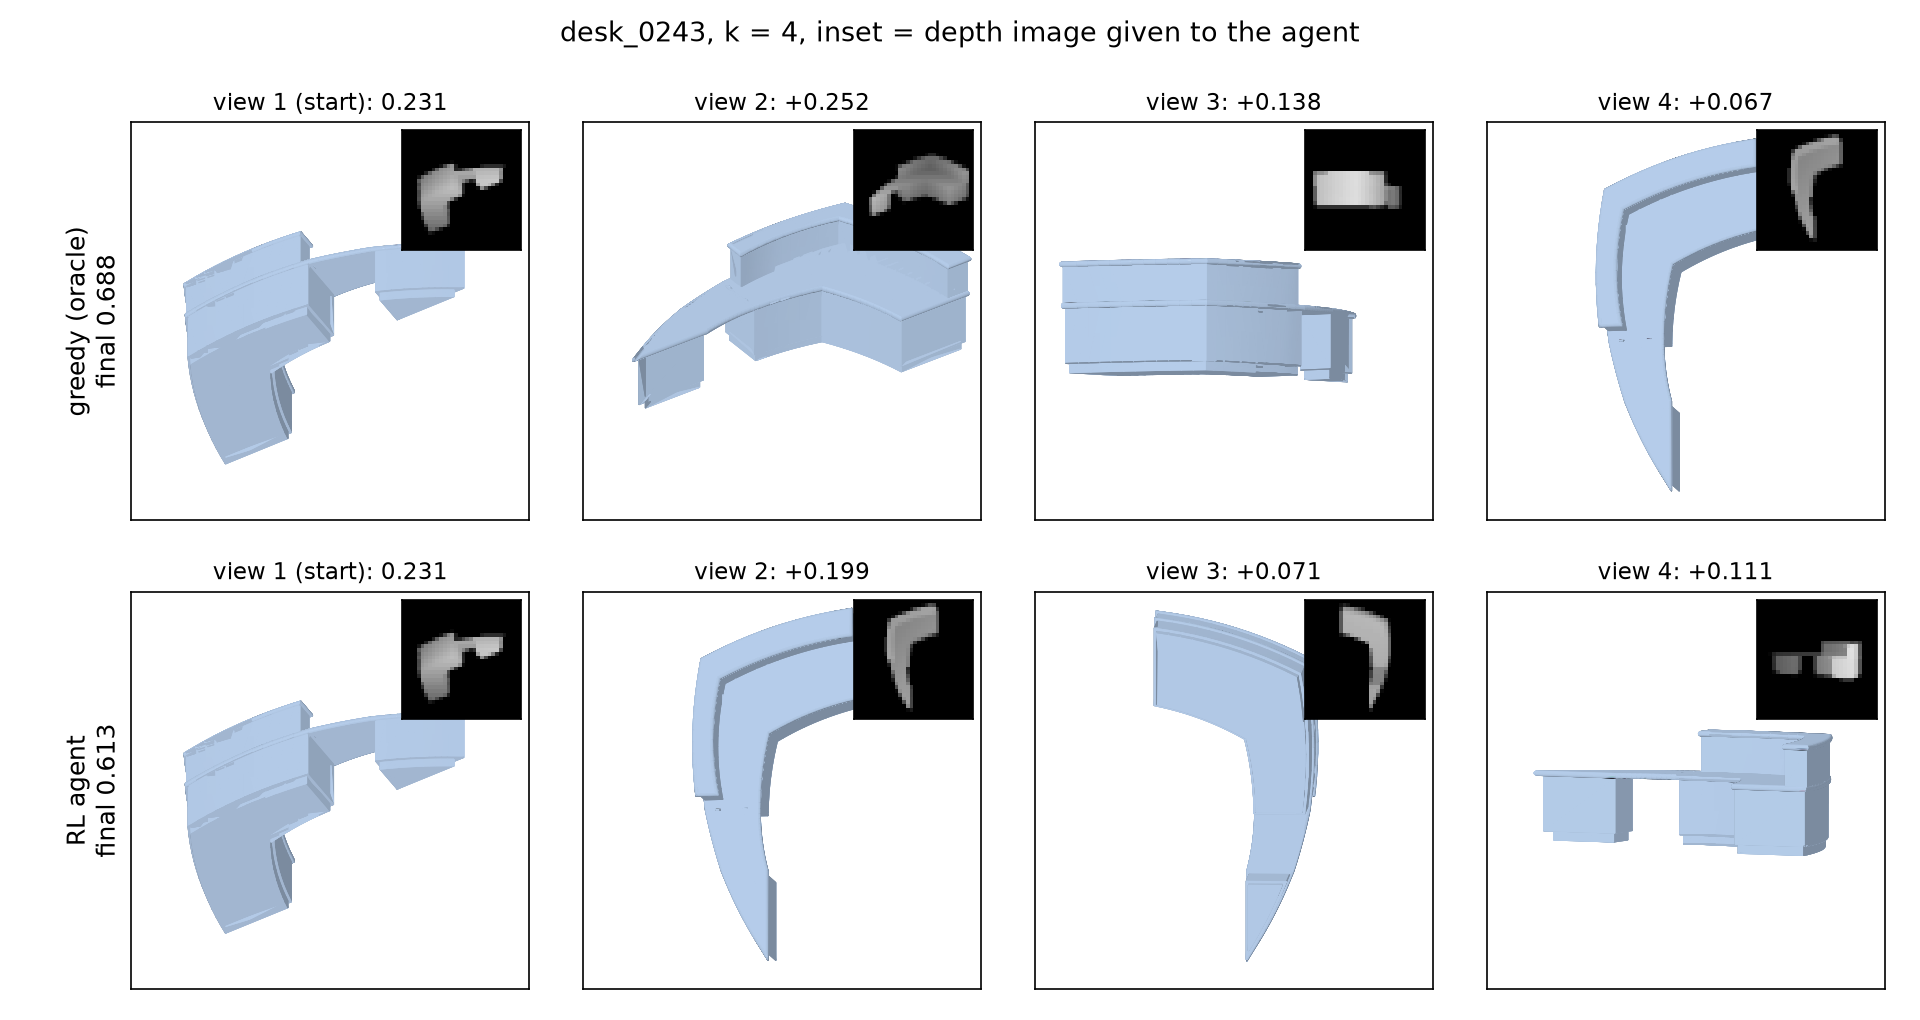 desk_0243, k = 4, inset = depth image given to the agent
view 1 (start): 0.231
view 2: +0.252
view 3: +0.138
view 4: +0.067
greedy (oracle)
final 0.688
view 1 (start): 0.231
view 2: +0.199
view 3: +0.071
view 4: +0.111
RL agent
final 0.613